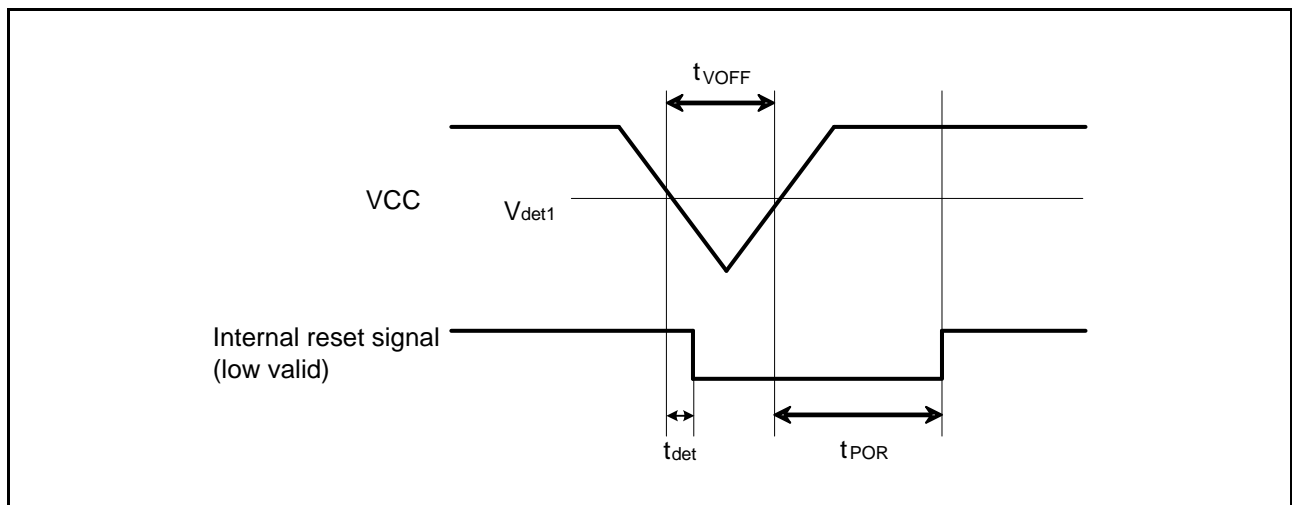 tVOFF
VCC
Vdet1
Internal reset signal
(low valid)
tdet
tPOR